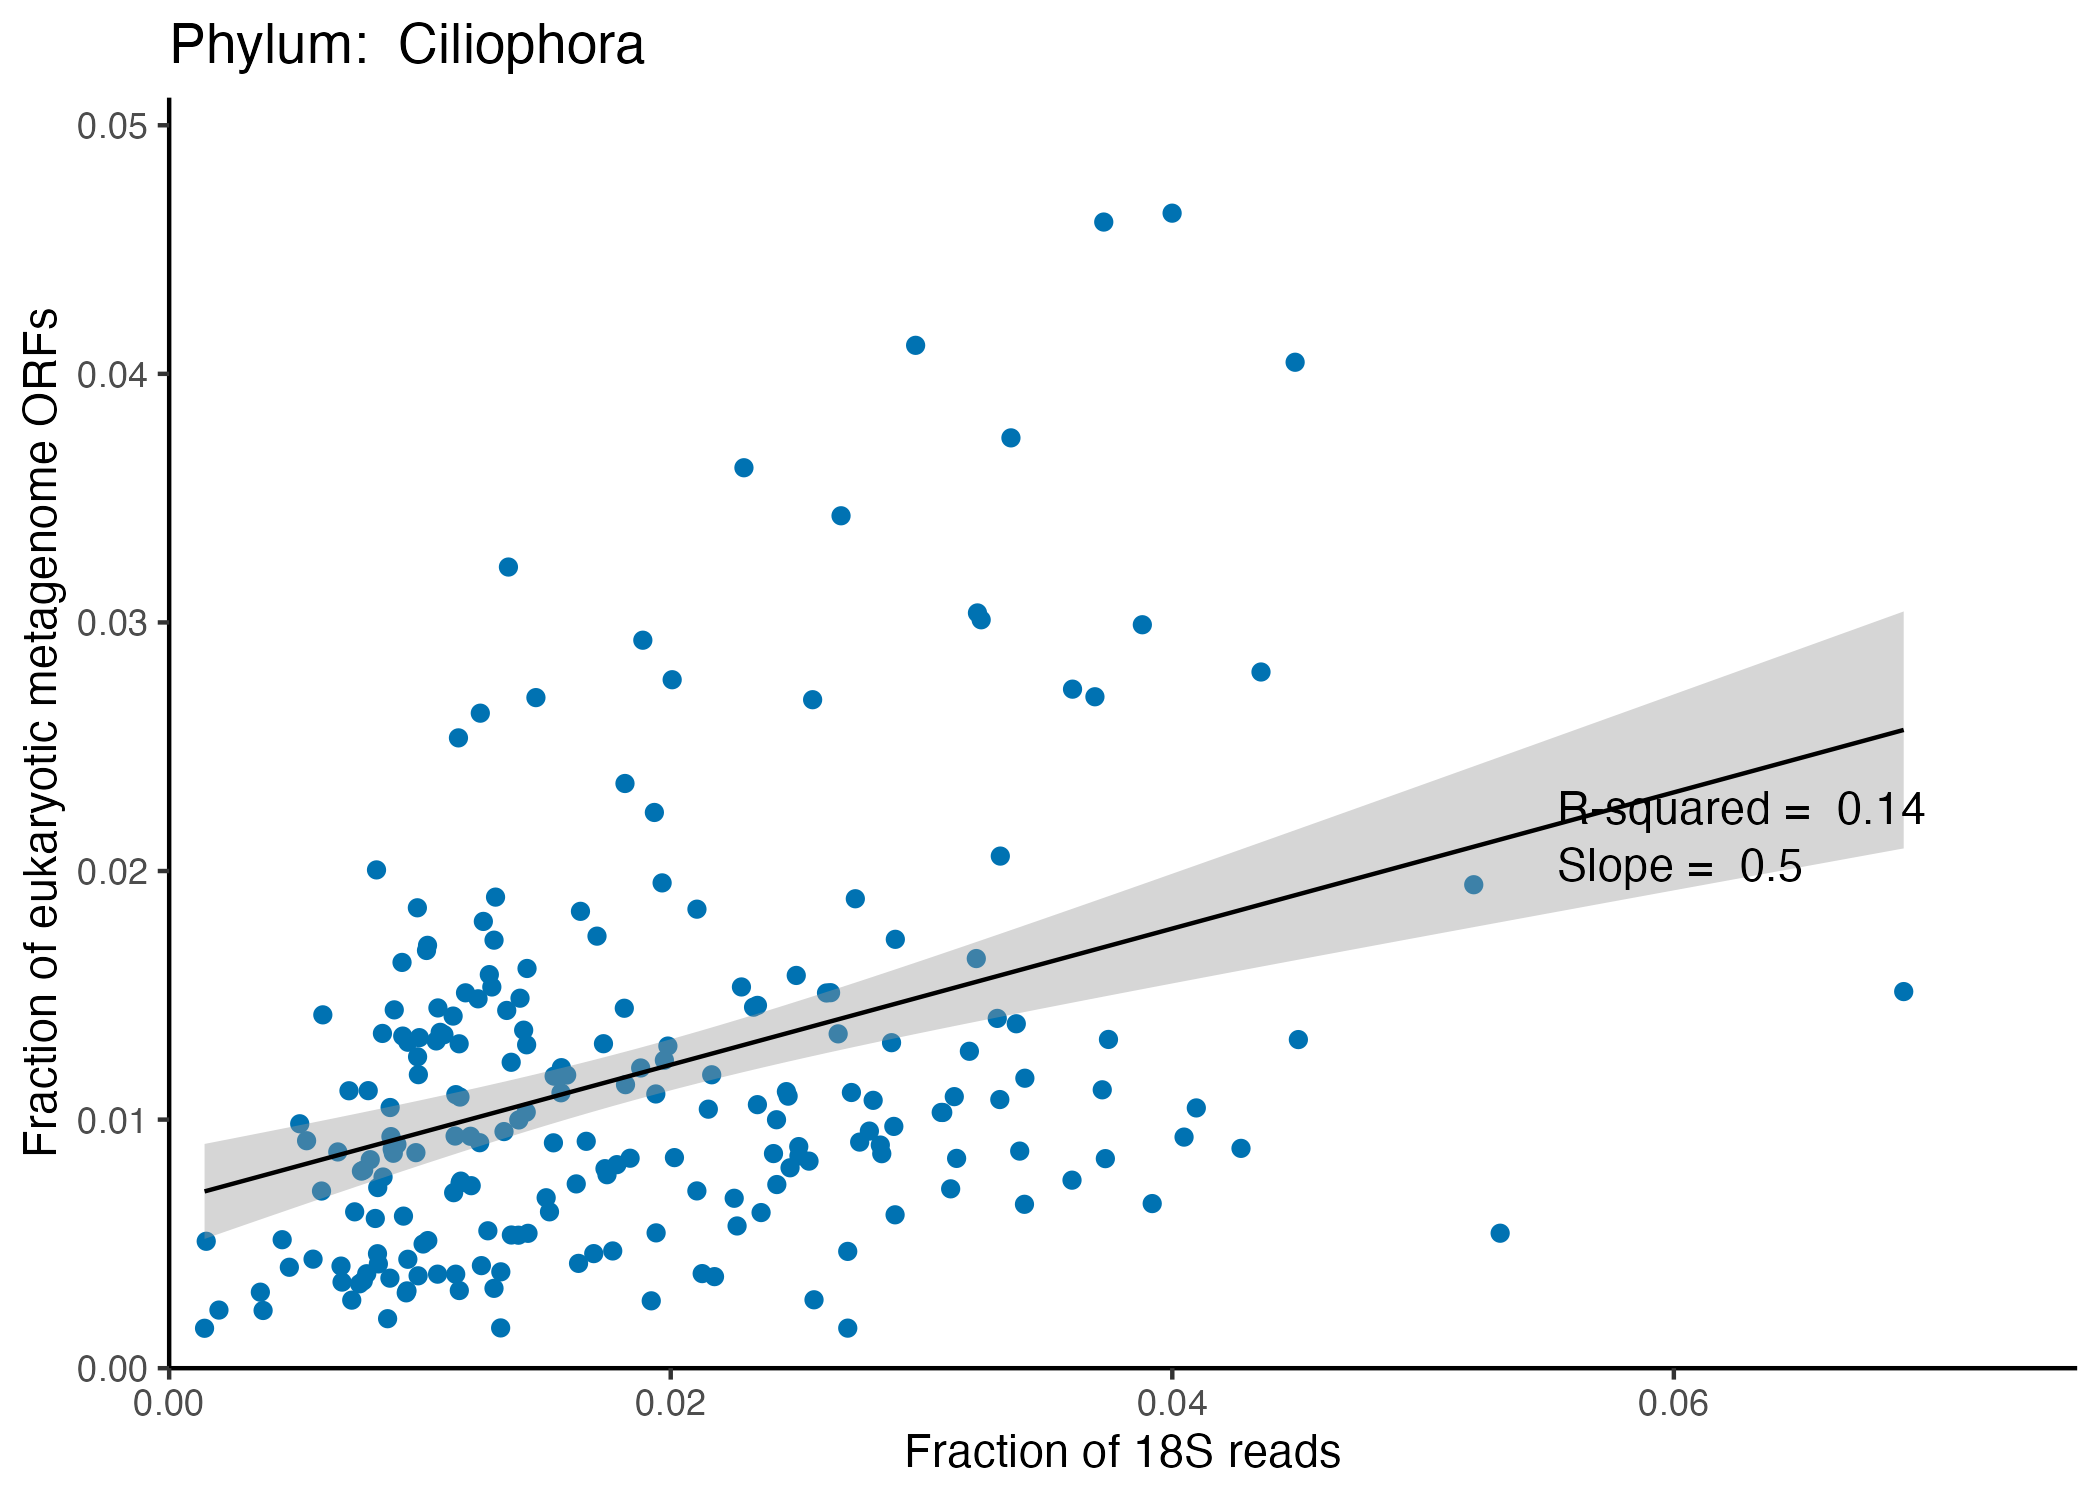 Phylum:  Ciliophora
Fraction of eukaryotic metagenome ORFs
0.05
0.04
0.03
0.02
0.01
0.00
R-squared =  0.14
Slope =  0.5
0.00 0.02 0.04 0.06
Fraction of 18S reads